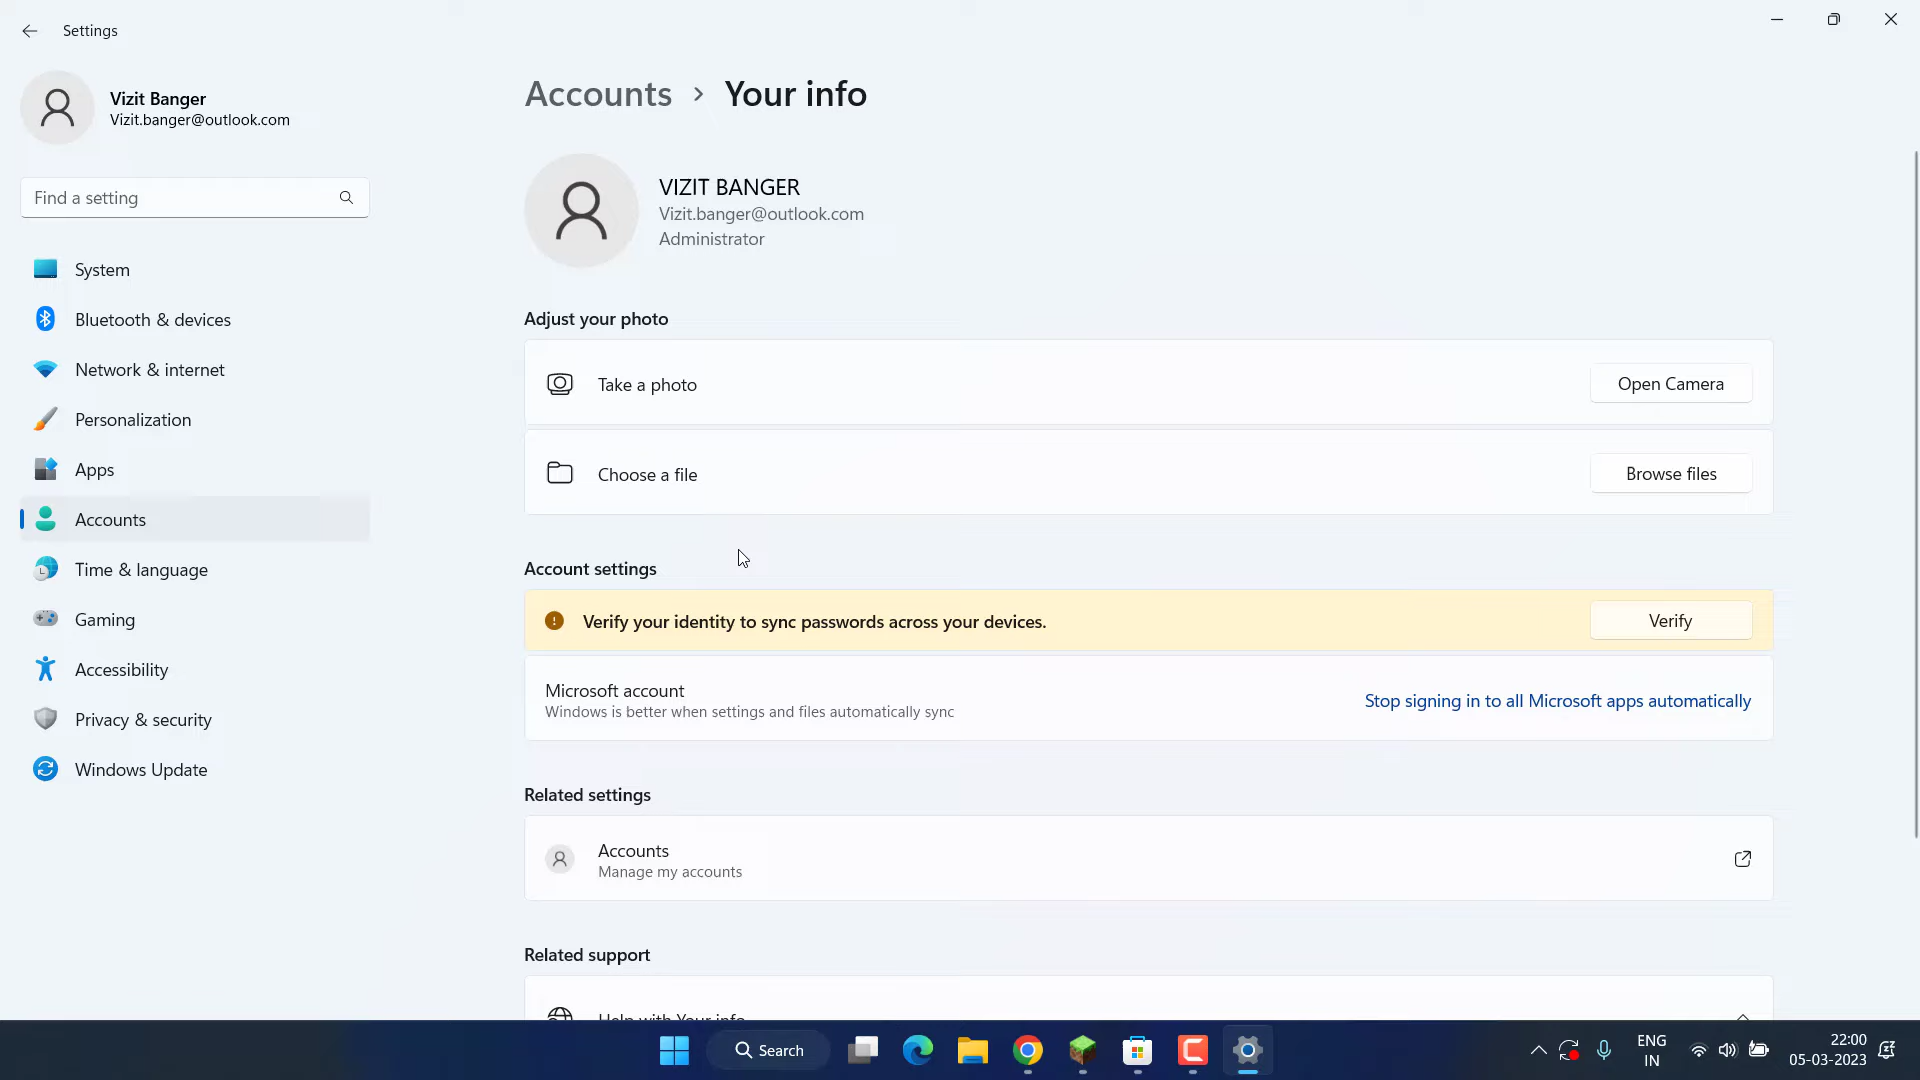 Settings
Vizit Banger
Vizit.banger@outlook.com
Find a setting
System
Bluetooth & devices
Network & internet
Personalization
Apps
Accounts
Time & language
Gaming
Accessibility
Privacy & security
Windows Update
Accounts > Your info
VIZIT BANGER
Vizit.banger@outlook.com
Administrator
Adjust your photo
Take a photo
Open Camera
Choose a file
Browse files
Account settings
Verify your identity to sync passwords across your devices.
Verify
Microsoft account
Windows is better when settings and files automatically sync
Stop signing in to all Microsoft apps automatically
Related settings
Accounts
Manage my accounts
Related support
Help with Your info
Search
ENG
IN
22:00
05-03-2023